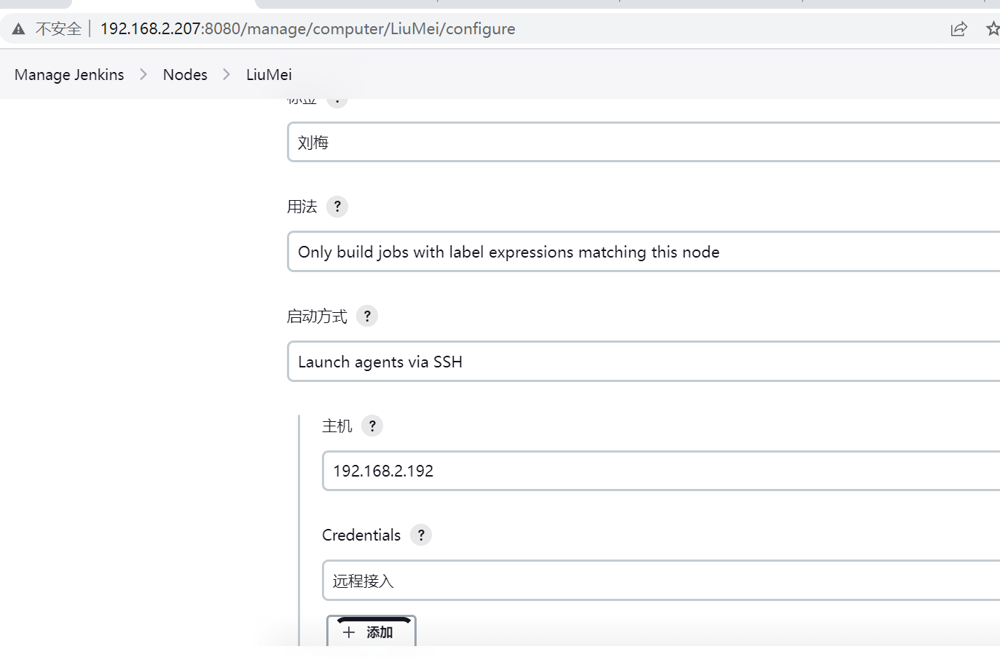 不安全 192.168.2.207:8080/manage/computer/LiuMei/configure
Manage Jenkins > Nodes > LiuMei
标签 ?
刘梅
用法 ?
Only build jobs with label expressions matching this node
启动方式 ?
Launch agents via SSH
主机 ?
192.168.2.192
Credentials ?
远程接入
+ 添加